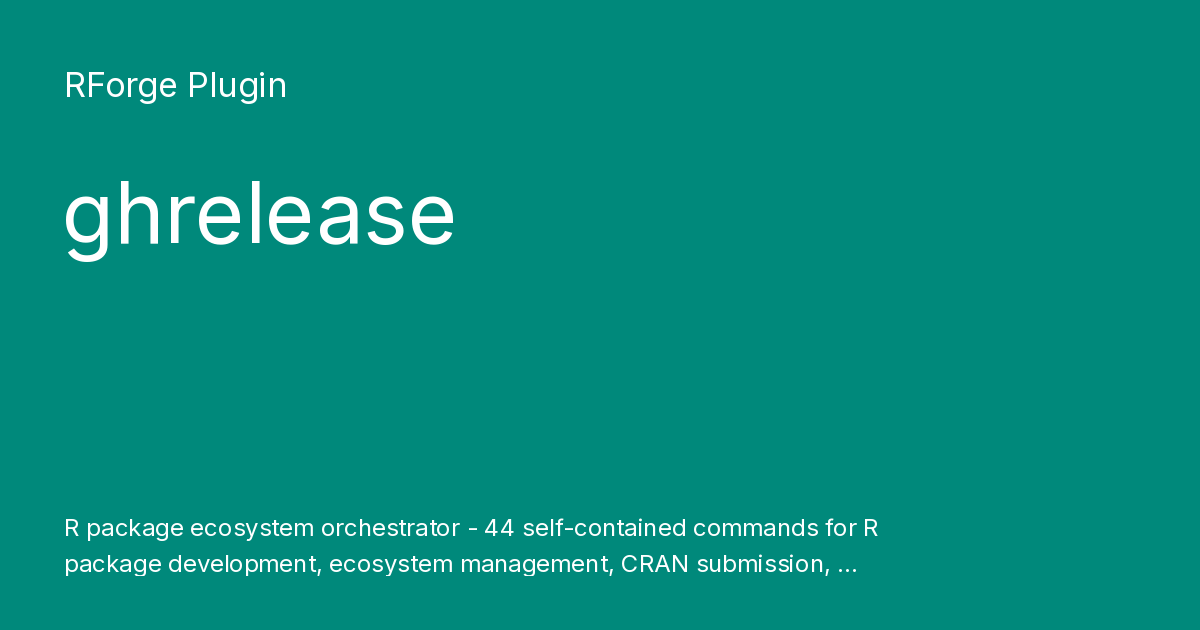 RForge Plugin
ghrelease
R package ecosystem orchestrator - 44 self-contained commands for R
package development, ecosystem management, CRAN submission, ...